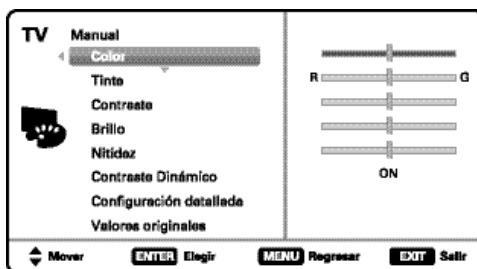 TV Manual
Color
Tinte
R G
Contraste
Brillo
Nitidez
Contraste Dinámico ON
Configuración detallada
Valores originales
Mover ENTER Elegir MENU Regresar EXIT Salir